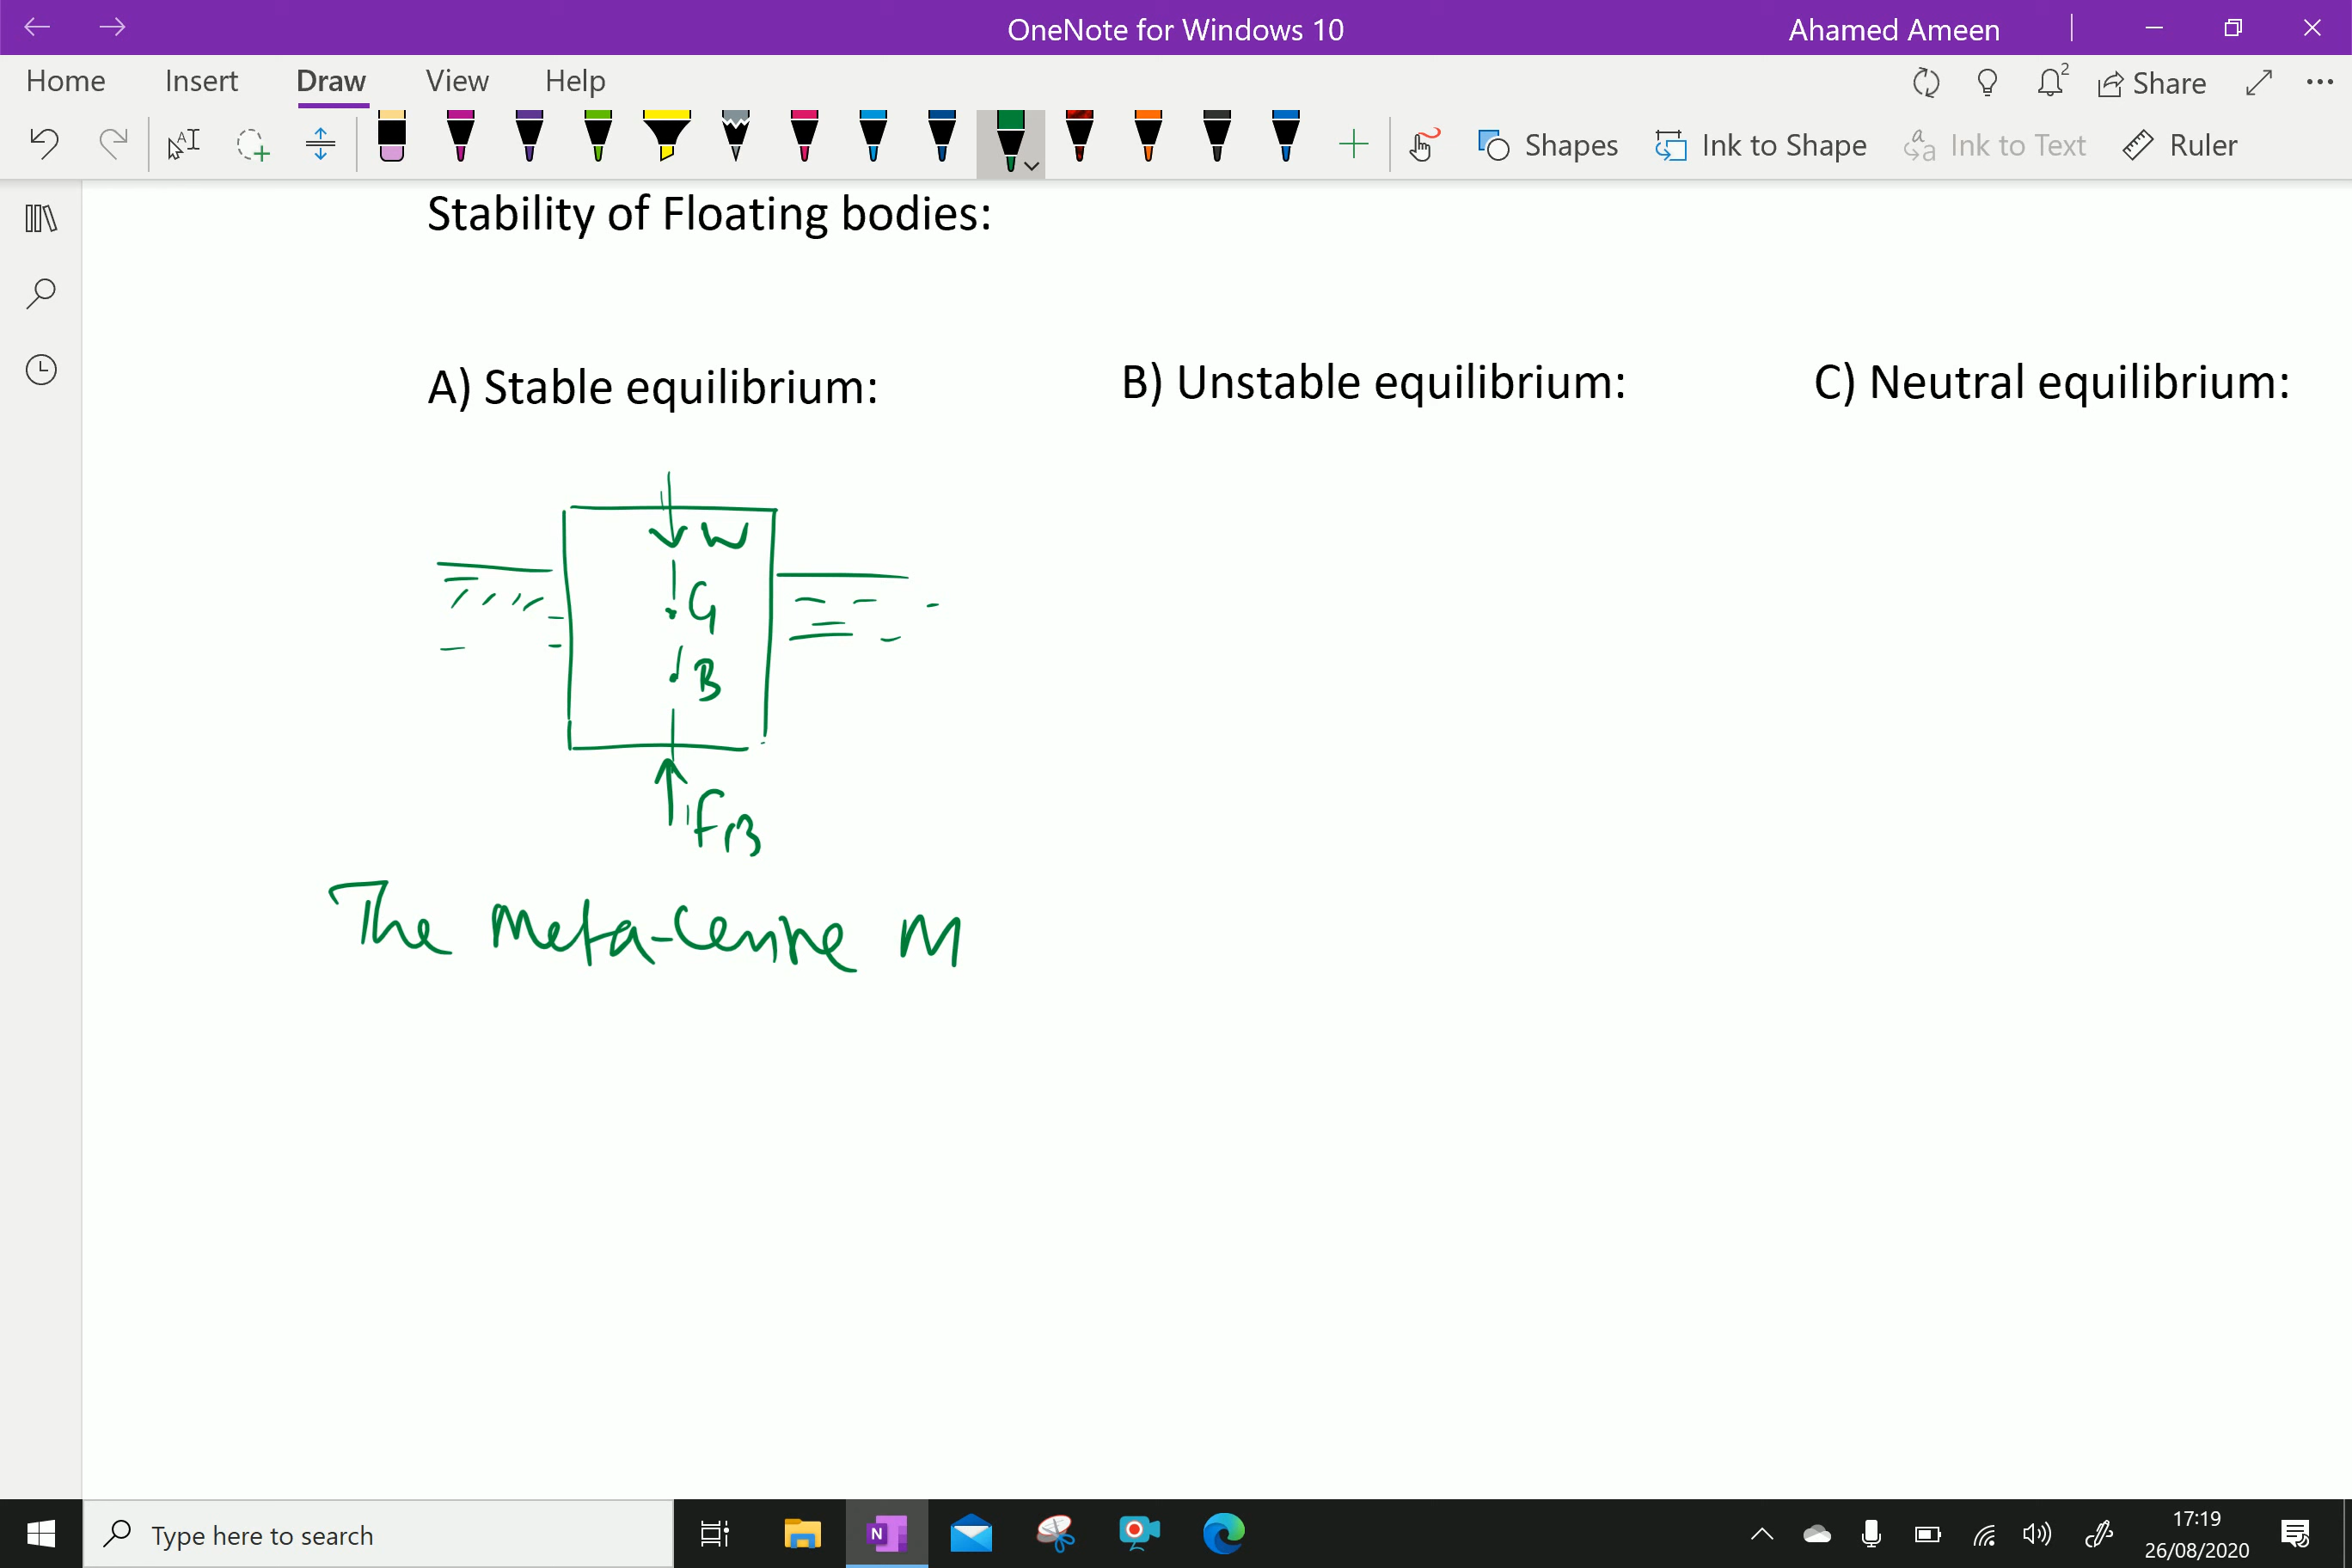 OneNote for Windows 10
Ahamed Ameen
Home Insert Draw View Help
2 Share
Shapes Ink to Shape Ink to Text Ruler
Stability of Floating bodies:
A) Stable equilibrium: B) Unstable equilibrium: C) Neutral equilibrium:
W
G
B
FB
The Meta-Centre M
Type here to search
N
17:19
26/08/2020